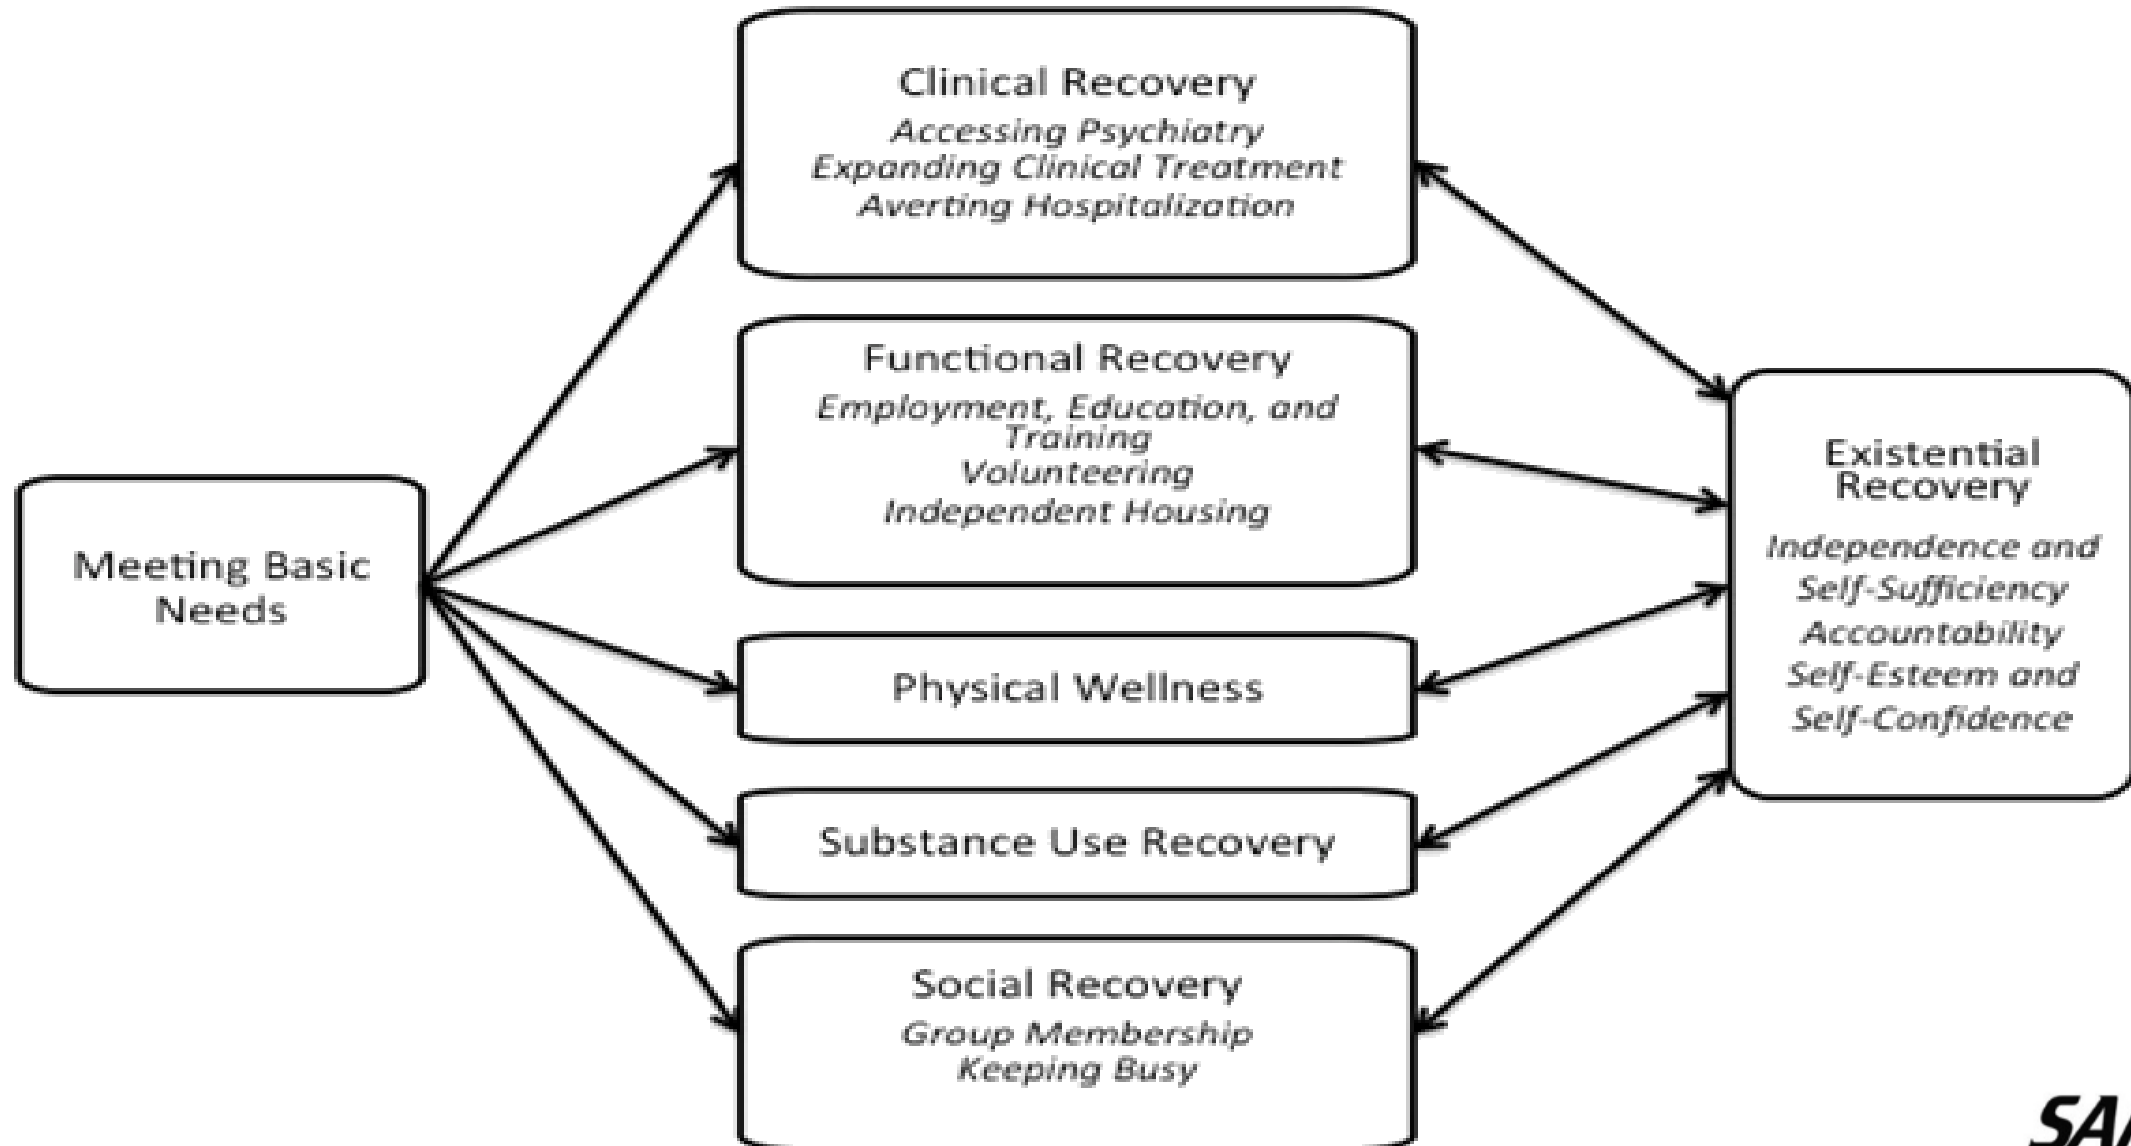 Clinical Recovery
Accessing Psychiatry
Expanding Clinical Treatment
Averting Hospitalization
Functional Recovery
Employment, Education, and
Training
Volunteering
Independent Housing
Meeting Basic
Needs
Physical Wellness
Substance Use Recovery
Social Recovery
Group Membership
Keeping Busy
Existential
Recovery
Independence and
Self-Sufficiency
Accountability
Self-Esteem and
Self-Confidence